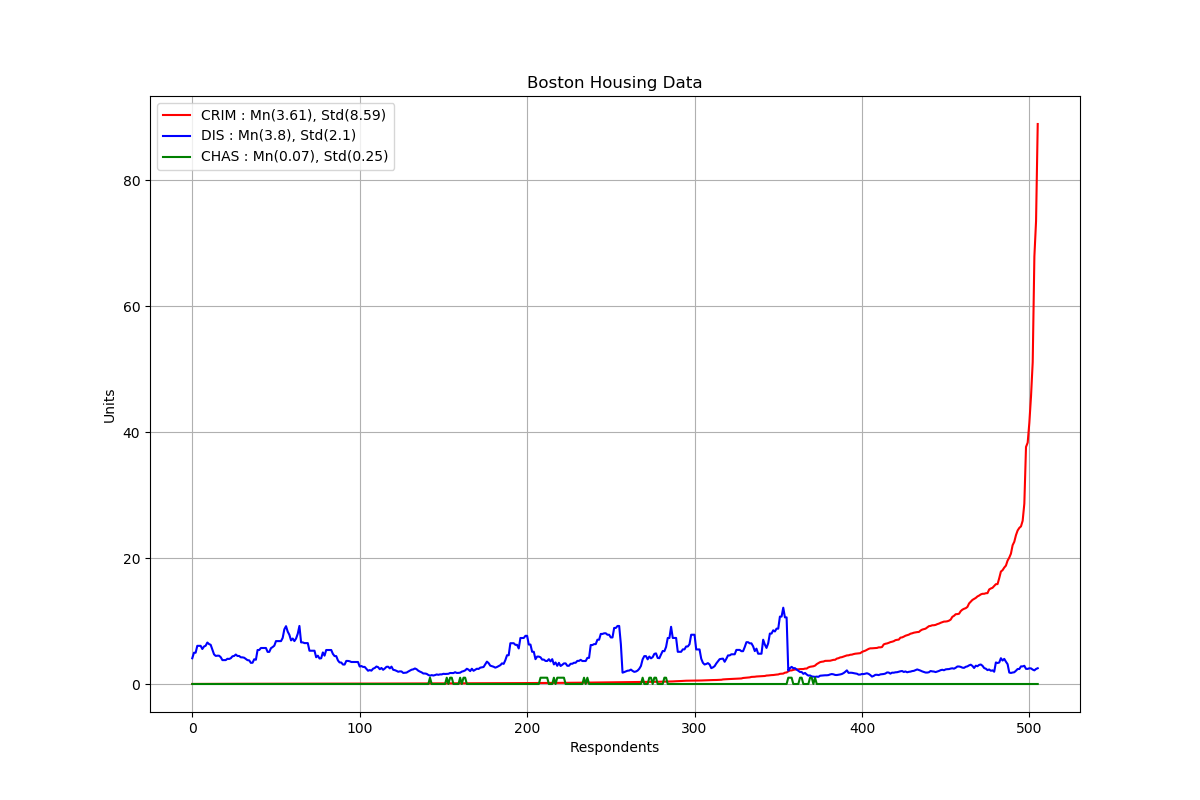 Boston Housing Data
CRIM : Mn(3.61), Std(8.59)
DIS : Mn(3.8), Std(2.1)
CHAS : Mn(0.07), Std(0.25)
80
60
40
20
0
Units
0 100 200 300 400 500
Respondents